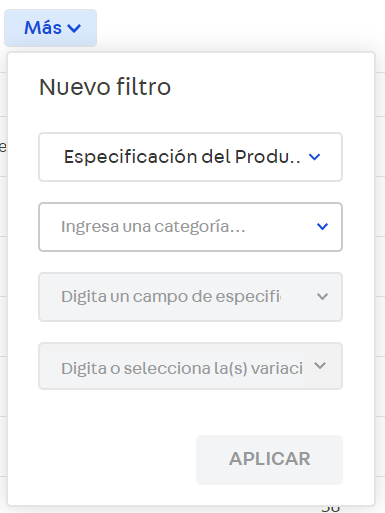 Más
Nuevo filtro
e
Especificación del Produ..
Ingresa una categoría...
Digita un campo de especifi
Digita o selecciona la(s) variaci
APLICAR